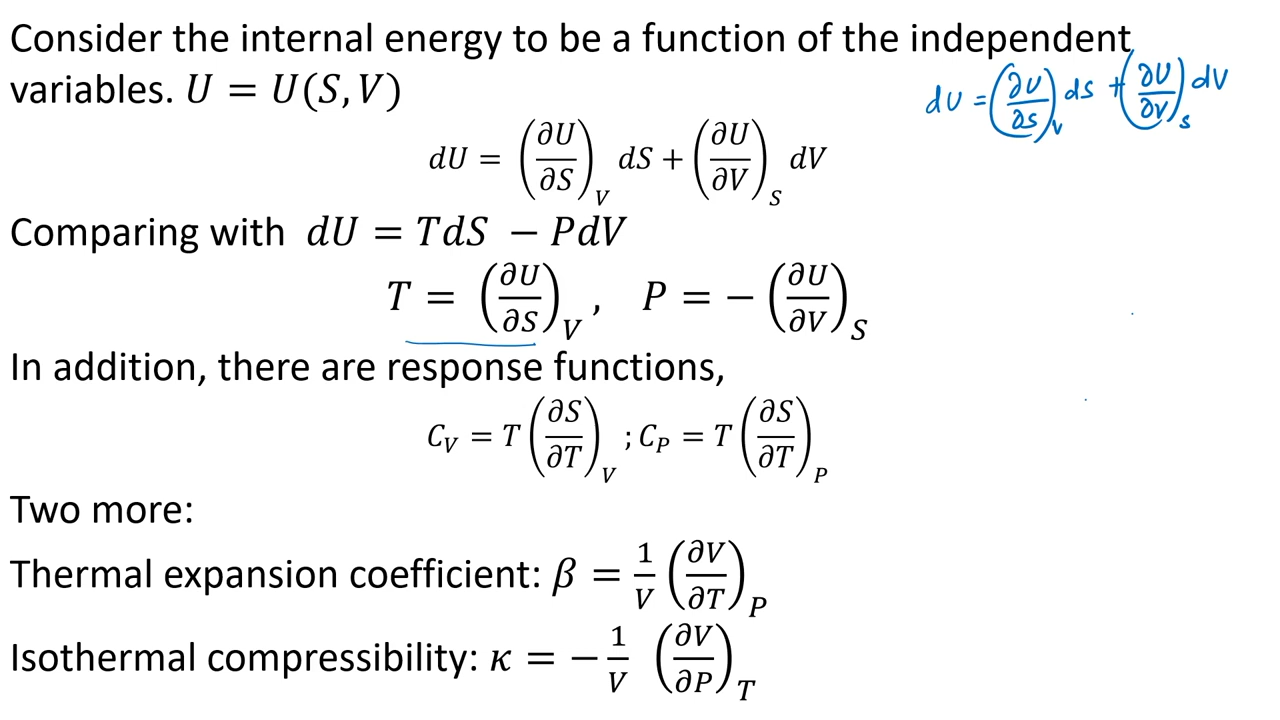 Consider the internal energy to be a function of the independent
variables. U = U(S, V)
dU = (∂U/∂S)_V dS + (∂U/∂V)_S dV
dU = (∂U/∂S)_V dS + (∂U/∂V)_S dV
Comparing with dU = TdS − PdV
T = (∂U/∂S)_V , P = −(∂U/∂V)_S
In addition, there are response functions,
C_V = T(∂S/∂T)_V ; C_P = T(∂S/∂T)_P
Two more:
Thermal expansion coefficient: β = 1/V (∂V/∂T)_P
Isothermal compressibility: κ = −1/V (∂V/∂P)_T